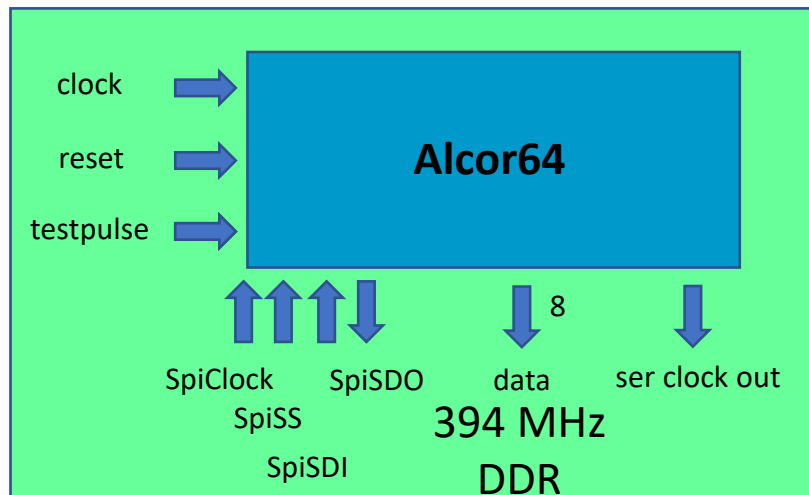 clock
Alcor64
reset
testpulse
8
SpiClock
SpiSDO
data
ser clock out
SpiSS
394 MHz
SpiSDI
DDR